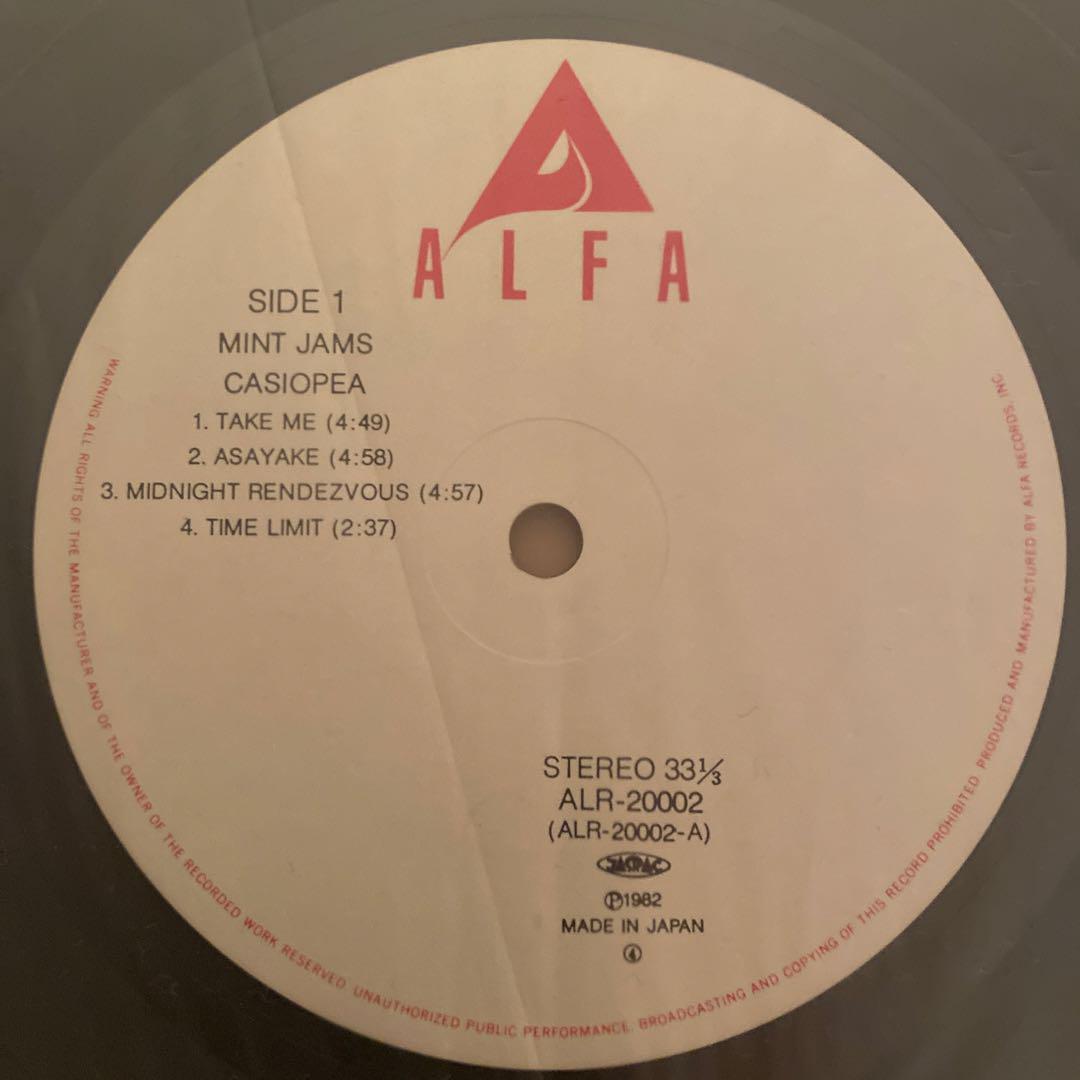 ALFA
SIDE 1
MINT JAMS
CASIOPEA
1. TAKE ME (4:49)
2. ASAYAKE (4:58)
3. MIDNIGHT RENDEZVOUS (4:57)
4. TIME LIMIT (2:37)
STEREO 33⅓
ALR-20002
(ALR-20002-A)
JASRAC
Ⓟ1982
MADE IN JAPAN
④
WARNING ALL RIGHTS OF THE MANUFACTURER AND OF THE OWNER OF THE RECORDED WORK RESERVED. UNAUTHORIZED PUBLIC PERFORMANCE. BROADCASTING AND COPYING OF THIS RECORD PROHIBITED PRODUCED AND MANUFACTURED BY ALFA RECORDS, INC.